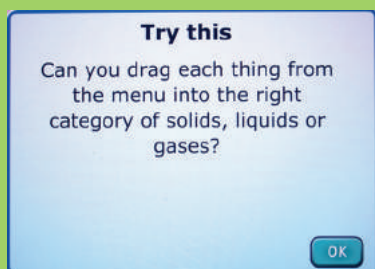 Try this
Can you drag each thing from
the menu into the right
category of solids, liquids or
gases?
OK